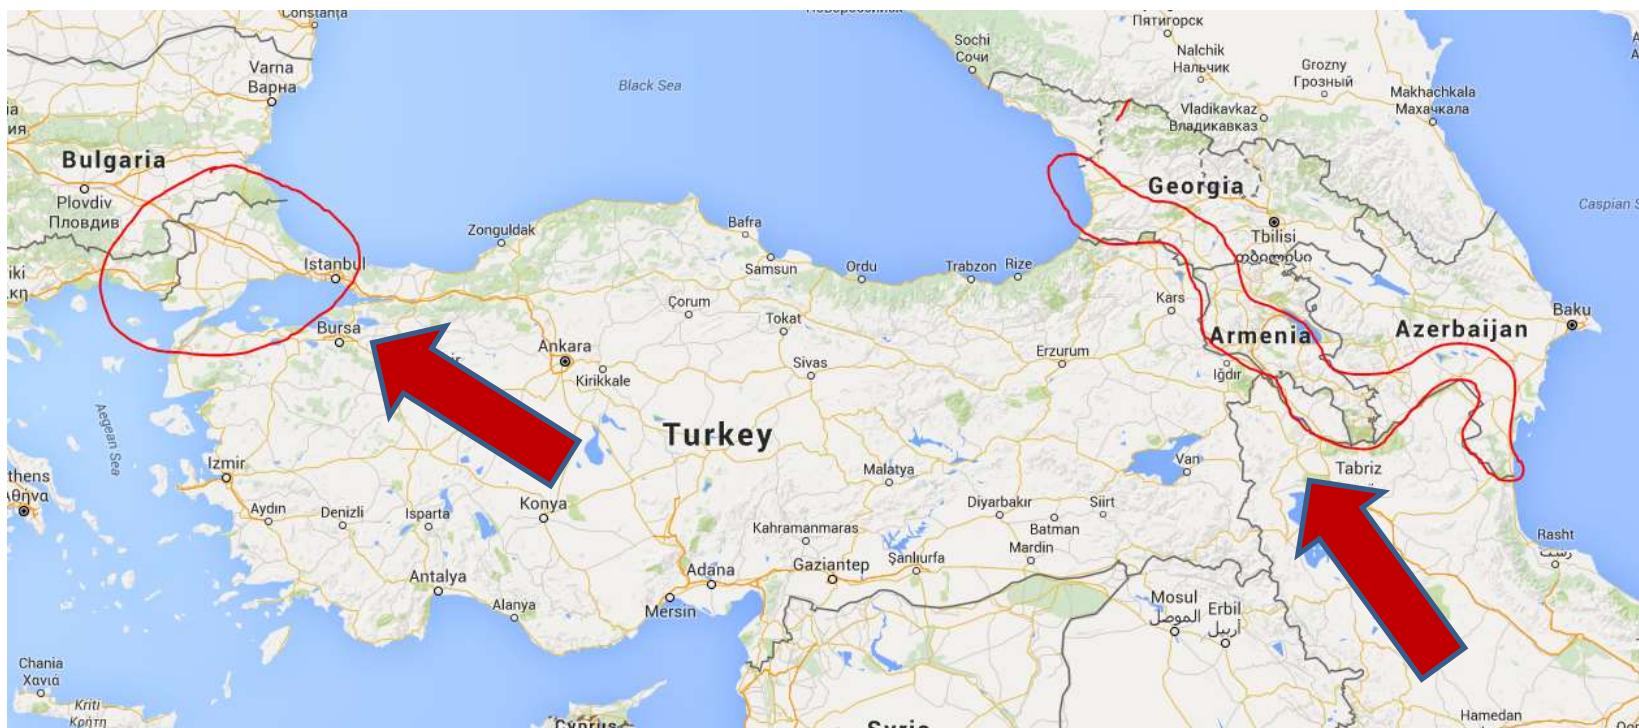 Constanța
Пятигорск
Sochi
Сочи
Nalchik
Нальчик
Grozny
Грозный
Varna
Варна
Black Sea
Makhachkala
Махачкала
Vladikavkaz
Владикавказ
Bulgaria
Plovdiv
Пловдив
Georgia
Tbilisi
თბილისი
Caspian S
Zonguldak
Bafra
Istanbul
Samsun
Ordu
Trabzon
Rize
Kars
Çorum
Tokat
Baku
Bursa
Ankara
Armenia
Azerbaijan
Erzurum
Sivas
Kirikkale
Iğdır
Aegean Sea
Turkey
Izmir
Malatya
Van
Tabriz
thens
Αθήνα
Aydın
Denizli
Isparta
Konya
Diyarbakır
Siirt
Batman
Kahramanmaras
Mardin
Rasht
رشت
Antalya
Adana
Gaziantep
Şanlıurfa
Alanya
Mersin
Mosul
الموصل
Erbil
أربيل
Chania
Χανιά
Kriti
Κρήτη
Cyprus
Syria
Hamedan